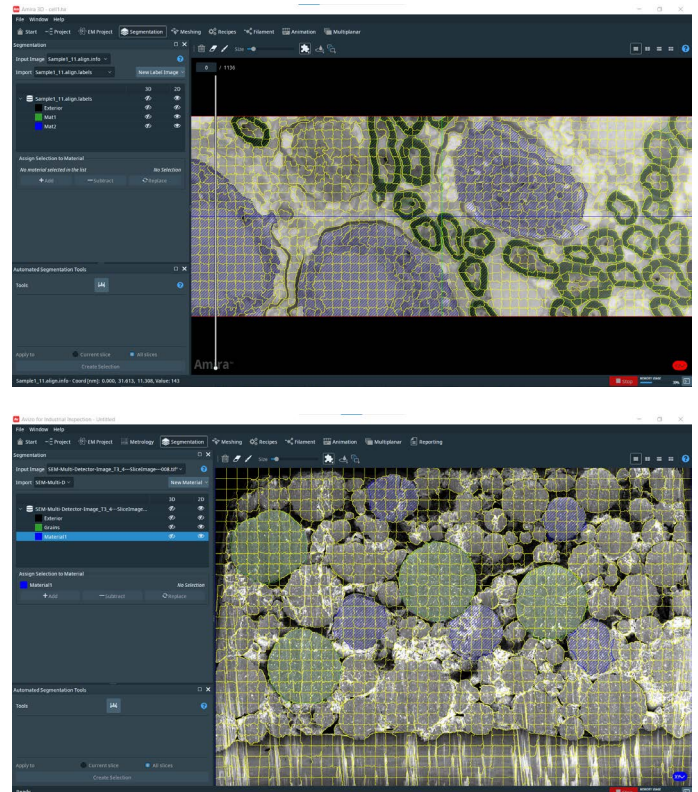 Amira 3D - cell1.hx
File Window Help
Start Project EM Project Segmentation Meshing Recipes Filament Animation Multiplanar
Segmentation
Size
Input Image Sample1_11.align.info
Import Sample1_11.align.labels New Label Image
0 / 1136
3D 2D
Sample1_11.align.labels
Exterior
Mat1
Mat2
Assign Selection to Material
No material selected in the list No Selection
+Add —Subtract Replace
Automated Segmentation Tools
Tools
Apply to Current slice All slices
Create Selection
Amira
Sample1_11.align.info - Coord [nm]: 0.000, 31.613, 11.308, Value: 143
Stop MEMORY USAGE
Avizo for Industrial Inspection - Untitled
File Window Help
Start Project EM Project Metrology Segmentation Meshing Recipes Filament Animation Multiplanar Reporting
Segmentation
Size
Input Image SEM-Multi-Detector-Image_T3_4---SliceImage---008.tif*
Import SEM-Multi-D New Material
3D 2D
SEM-Multi-Detector-Image_T3_4---SliceImage...
Exterior
Grains
Material1
Assign Selection to Material
Material1 No Selection
+Add —Subtract Replace
Automated Segmentation Tools
Tools
Apply to Current slice All slices
Create Selection
Ready
MEMORY USAGE